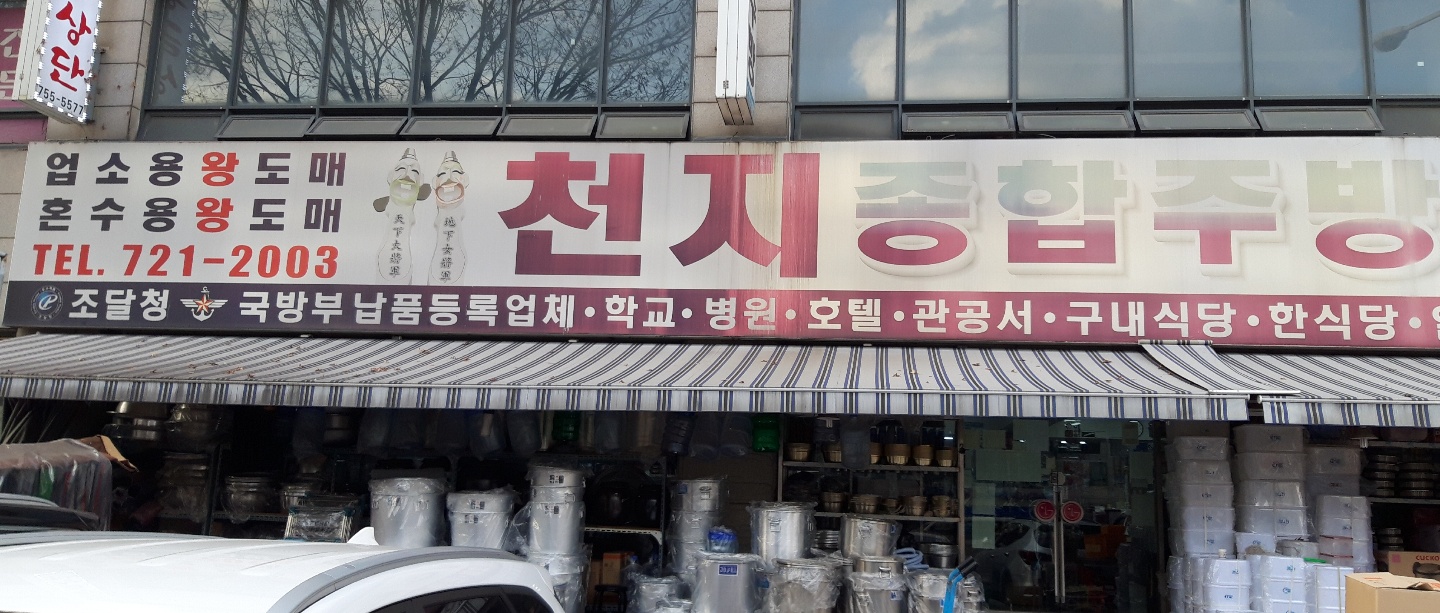 상단
755-5577
업소용왕도매
혼수용왕도매
TEL. 721-2003
天下大將軍
地下女將軍
천지종합주방
조달청 국방부 납품등록업체·학교·병원·호텔·관공서·구내식당·한식당·